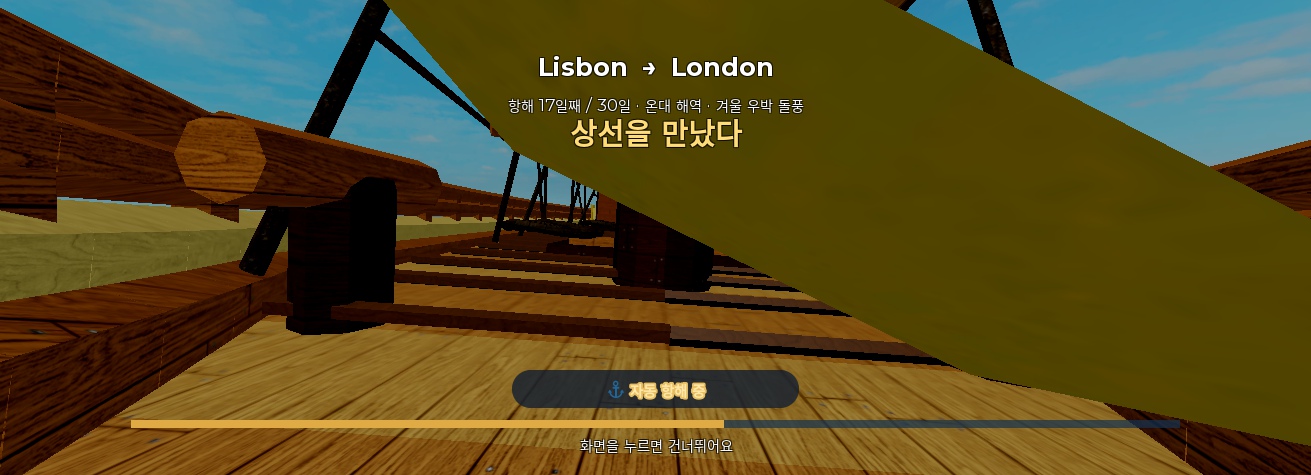 Lisbon → London
항해 17일째 / 30일 · 온대 해역 · 겨울 우박 돌풍
상선을 만났다
⚓ 자동 항해 중
화면을 누르면 건너뛰어요